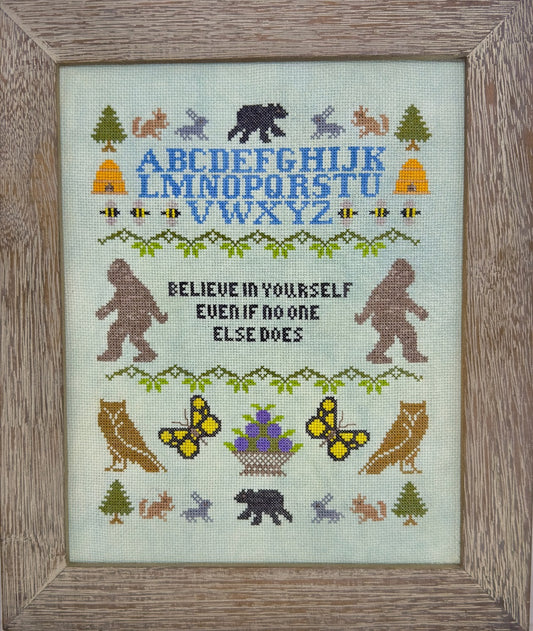 ABCDEFGHIJK
LMNOPQRSTU
VWXYZ
BELIEVE IN YOURSELF
EVEN IF NO ONE
ELSE DOES